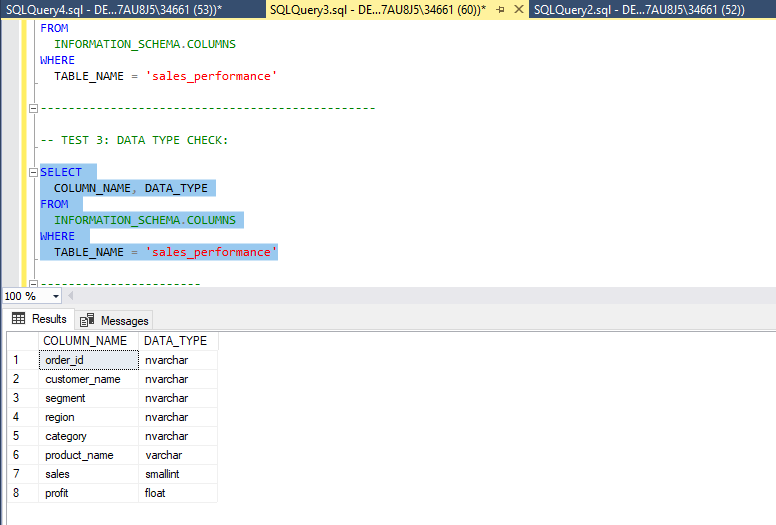 SQLQuery4.sql - DE...7AU8J5\34661 (53))* SQLQuery3.sql - DE...7AU8J5\34661 (60))* SQLQuery2.sql - DE...7AU8J5\34661 (52))
FROM
INFORMATION_SCHEMA.COLUMNS
WHERE
TABLE_NAME = 'sales_performance'
------------------------------------------------
-- TEST 3: DATA TYPE CHECK:
SELECT
COLUMN_NAME, DATA_TYPE
FROM
INFORMATION_SCHEMA.COLUMNS
WHERE
TABLE_NAME = 'sales_performance'
-----------------------
100 %
Results Messages
COLUMN_NAME DATA_TYPE
1 order_id nvarchar
2 customer_name nvarchar
3 segment nvarchar
4 region nvarchar
5 category nvarchar
6 product_name varchar
7 sales smallint
8 profit float